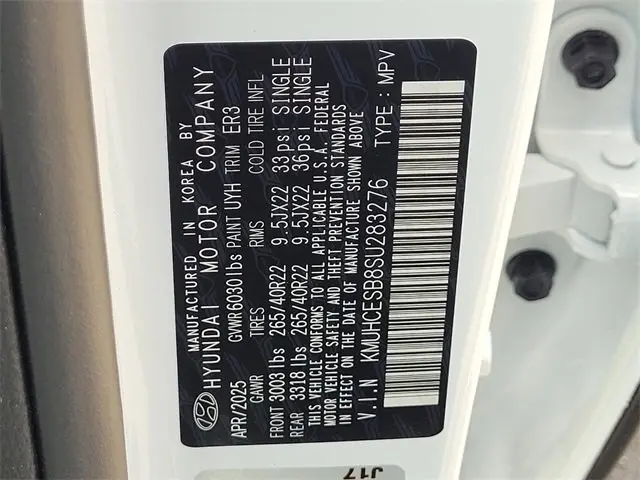 MANUFACTURED IN KOREA BY
HYUNDAI MOTOR COMPANY
APR/2025 GVWR6030lbs PAINT UYH TRIM ER3
GAWR TIRES RIMS COLD TIRE INFL
FRONT 3003 lbs 265/40R22 9.5JX22 33psi SINGLE
REAR 3318 lbs 265/40R22 9.5JX22 36psi SINGLE
THIS VEHICLE CONFORMS TO ALL APPLICABLE U.S.A. FEDERAL
MOTOR VEHICLE SAFETY AND THEFT PREVENTION STANDARDS
IN EFFECT ON THE DATE OF MANUFACTURE SHOWN ABOVE
V.I.N KMUHCESB8SU283276 TYPE : MPV
J17